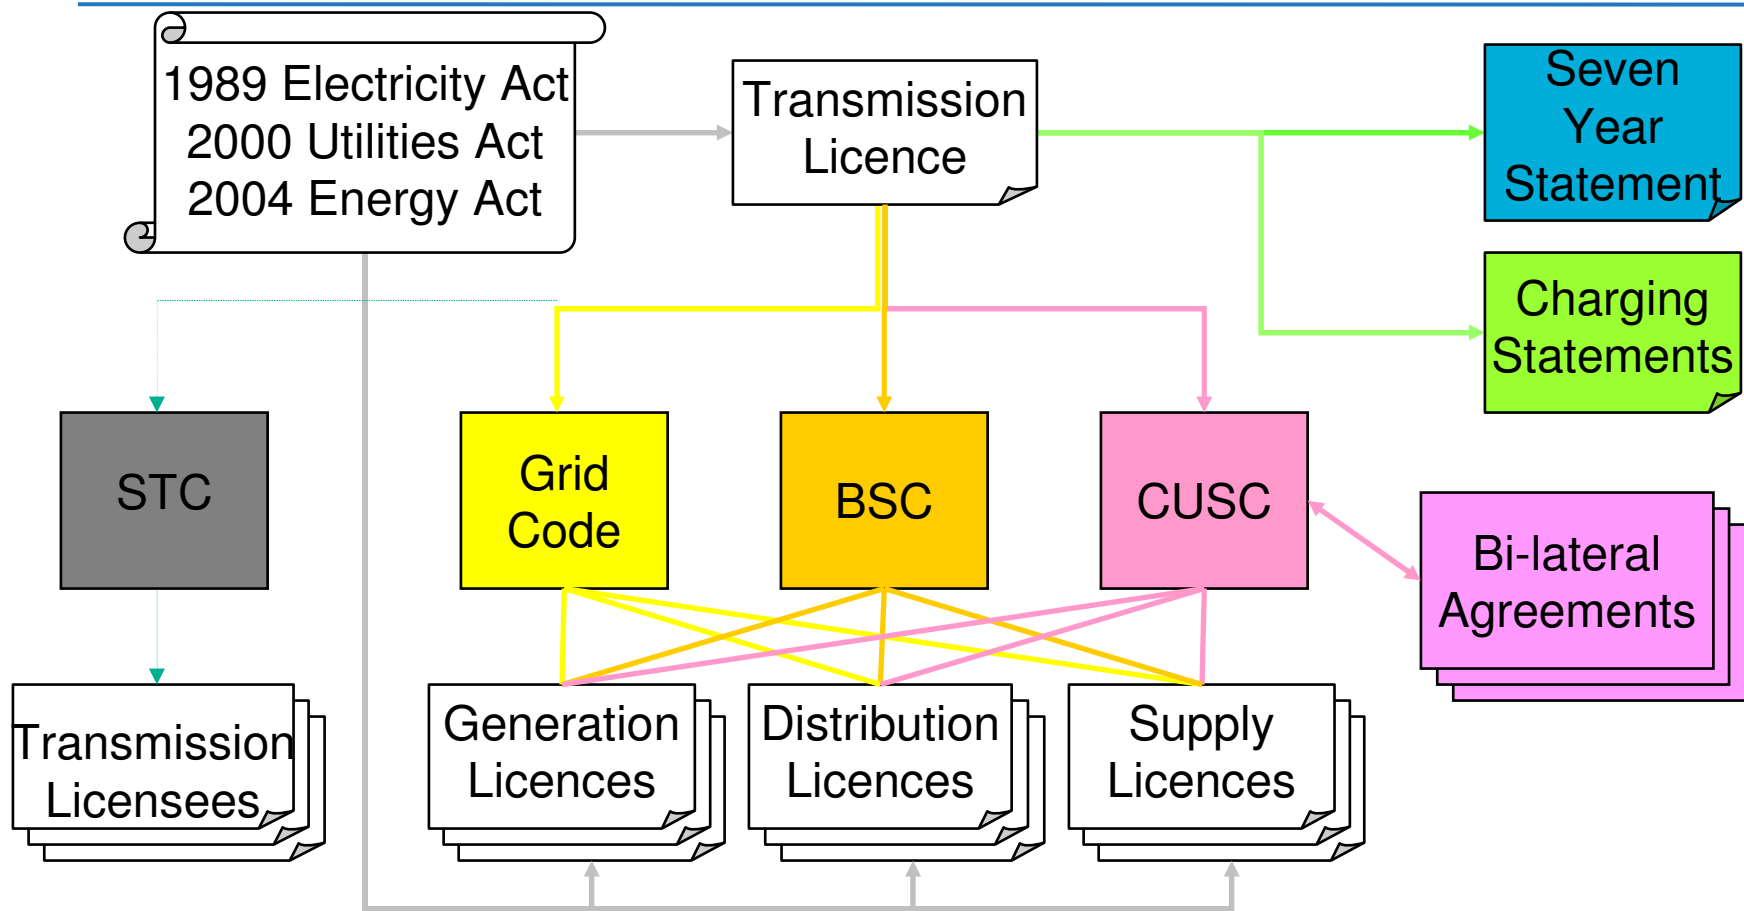 1989 Electricity Act
2000 Utilities Act
2004 Energy Act
Transmission
Licence
Seven
Year
Statement
Charging
Statements
STC
Grid
Code
BSC
CUSC
Bi-lateral
Agreements
Transmission
Licensees
Generation
Licences
Distribution
Licences
Supply
Licences